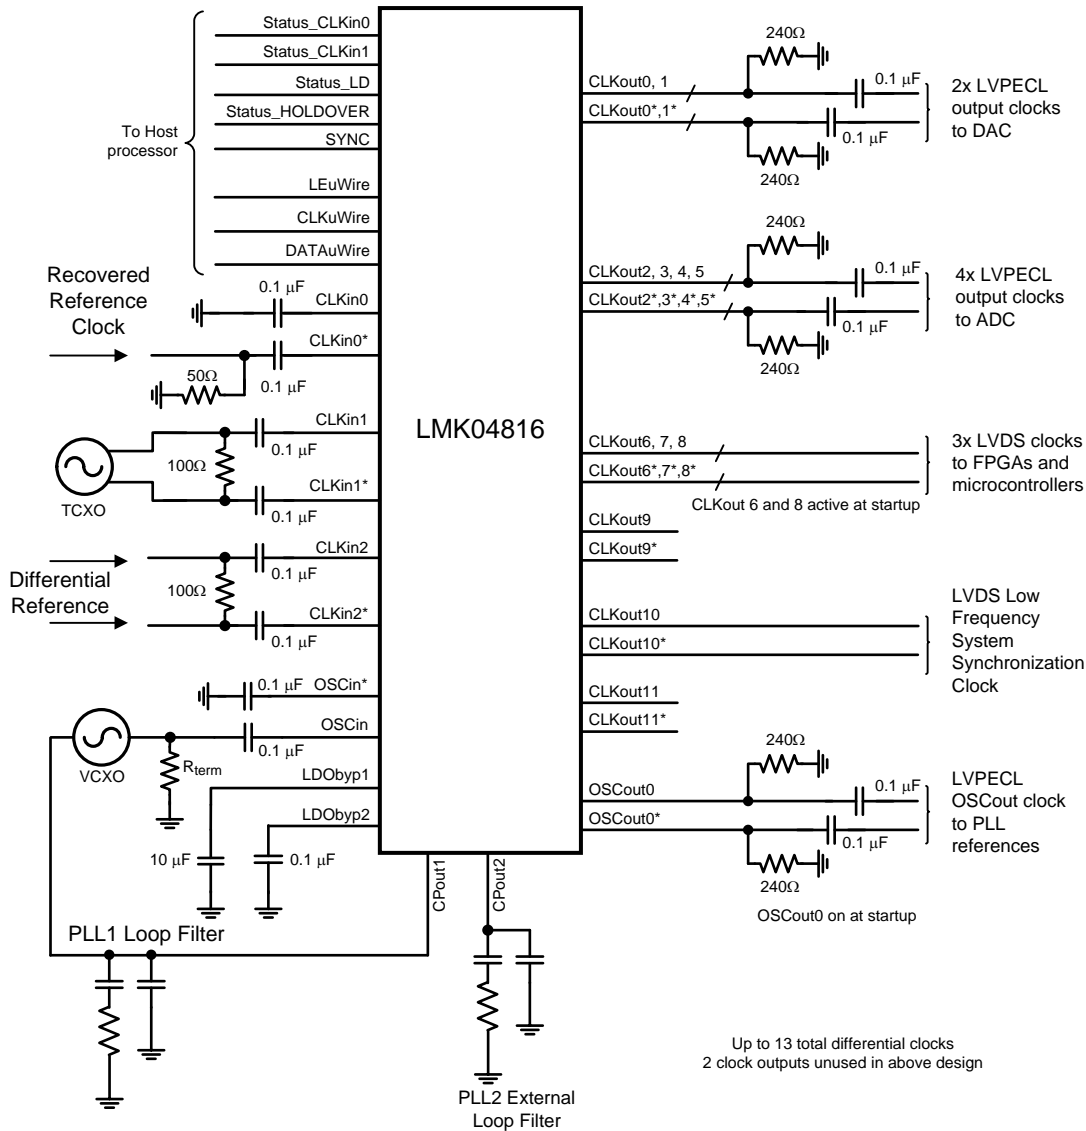 Status_CLKin0
Status_CLKin1
Status_LD
Status_HOLDOVER
SYNC
To Host
processor
LEuWire
CLKuWire
DATAuWire
Recovered
Reference
Clock
0.1 µF
CLKin0
CLKin0*
50Ω
0.1 µF
CLKin1
0.1 µF
100Ω
TCXO
CLKin1*
0.1 µF
CLKin2
0.1 µF
Differential
Reference
100Ω
CLKin2*
0.1 µF
0.1 µF
OSCin*
OSCin
0.1 µF
VCXO
Rterm
LDObyp1
LDObyp2
10 µF
0.1 µF
CPout1
CPout2
PLL1 Loop Filter
PLL2 External
Loop Filter
LMK04816
240Ω
CLKout0, 1
0.1 µF
CLKout0*,1*
0.1 µF
240Ω
2x LVPECL
output clocks
to DAC
240Ω
CLKout2, 3, 4, 5
0.1 µF
CLKout2*,3*,4*,5*
0.1 µF
240Ω
4x LVPECL
output clocks
to ADC
CLKout6, 7, 8
CLKout6*,7*,8*
CLKout 6 and 8 active at startup
3x LVDS clocks
to FPGAs and
microcontrollers
CLKout9
CLKout9*
CLKout10
CLKout10*
LVDS Low
Frequency
System
Synchronization
Clock
CLKout11
CLKout11*
240Ω
OSCout0
0.1 µF
OSCout0*
0.1 µF
240Ω
LVPECL
OSCout clock
to PLL
references
OSCout0 on at startup
Up to 13 total differential clocks
2 clock outputs unused in above design